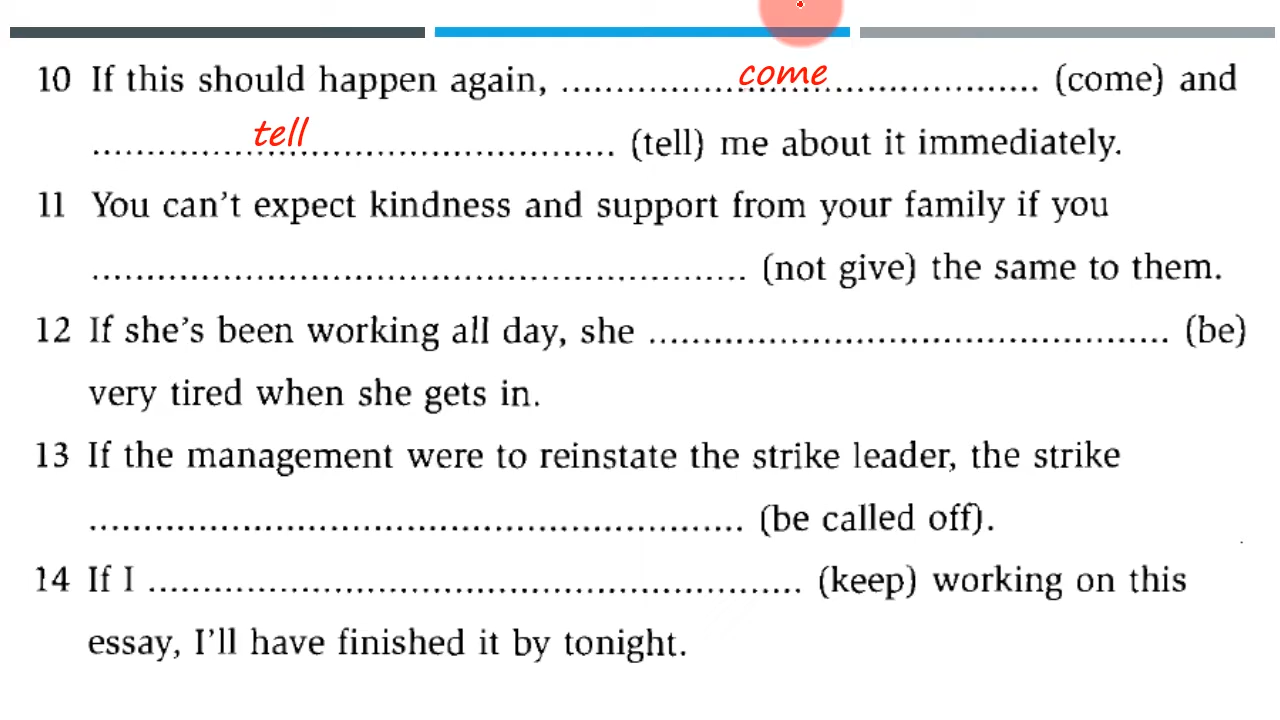 10 If this should happen again, ......come...... (come) and
......tell...... (tell) me about it immediately.
11 You can't expect kindness and support from your family if you
............ (not give) the same to them.
12 If she's been working all day, she ............ (be)
very tired when she gets in.
13 If the management were to reinstate the strike leader, the strike
............ (be called off).
14 If I ............ (keep) working on this
essay, I'll have finished it by tonight.